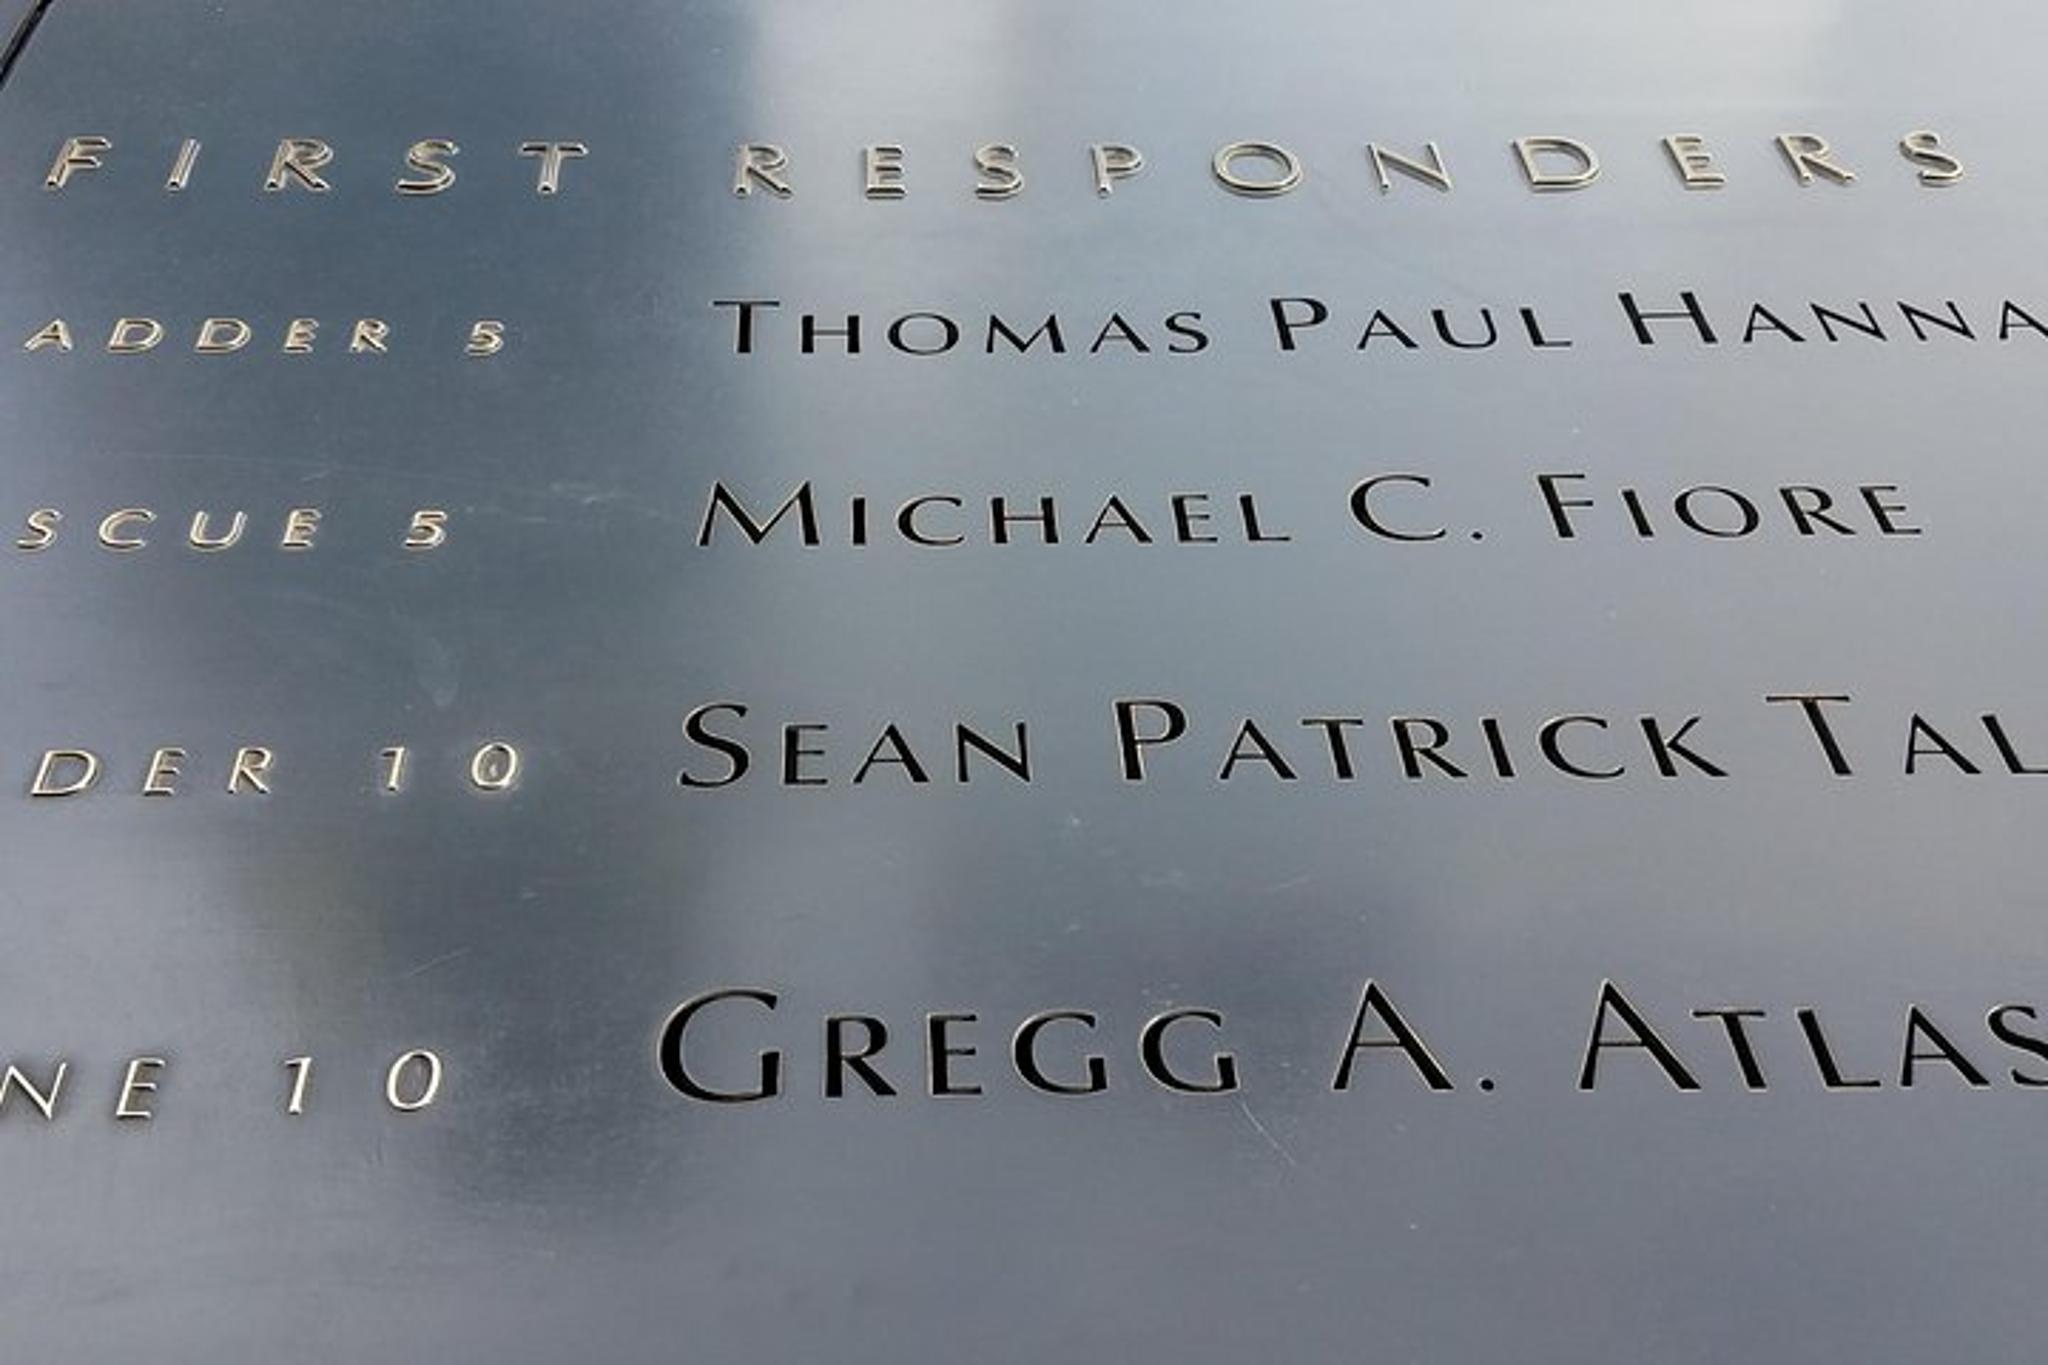 FIRST RESPONDERS
ADDER 5 THOMAS PAUL HANNA
SCUE 5 MICHAEL C. FIORE
DER 10 SEAN PATRICK TAL
NE 10 GREGG A. ATLAS